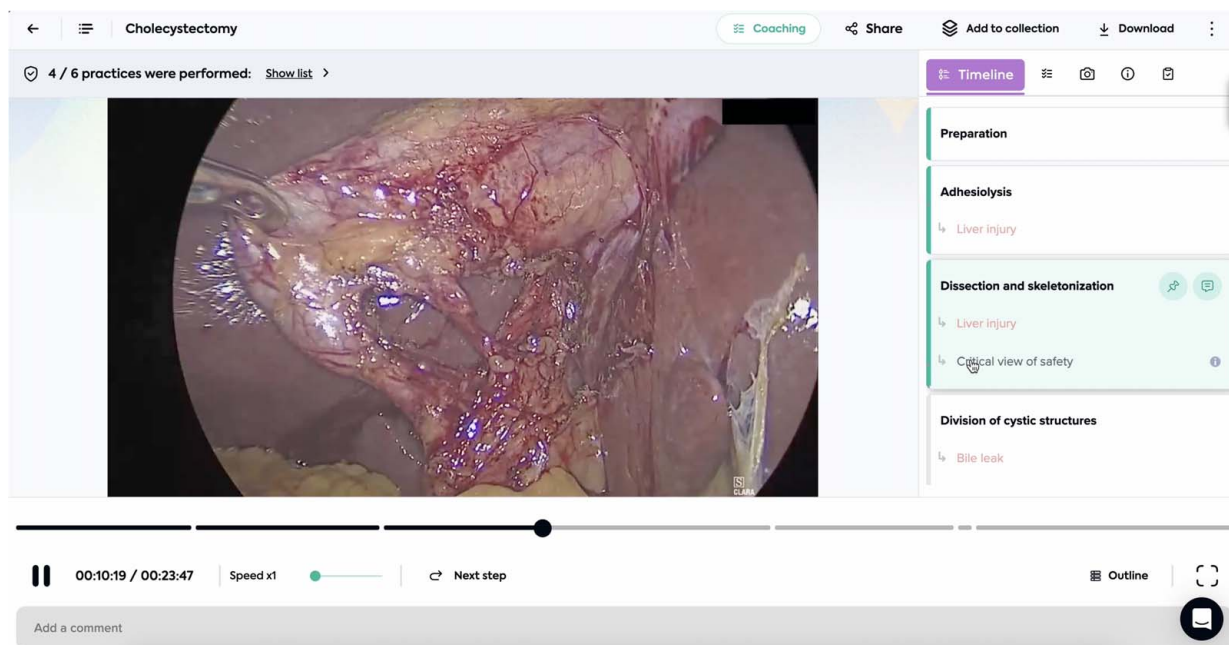 Cholecystectomy
Coaching
Share
Add to collection
Download
4 / 6 practices were performed: Show list
Timeline
Preparation
Adhesiolysis
Liver injury
Dissection and skeletonization
Liver injury
Critical view of safety
Division of cystic structures
Bile leak
S
CLARA
00:10:19 / 00:23:47
Speed x1
Next step
Outline
Add a comment